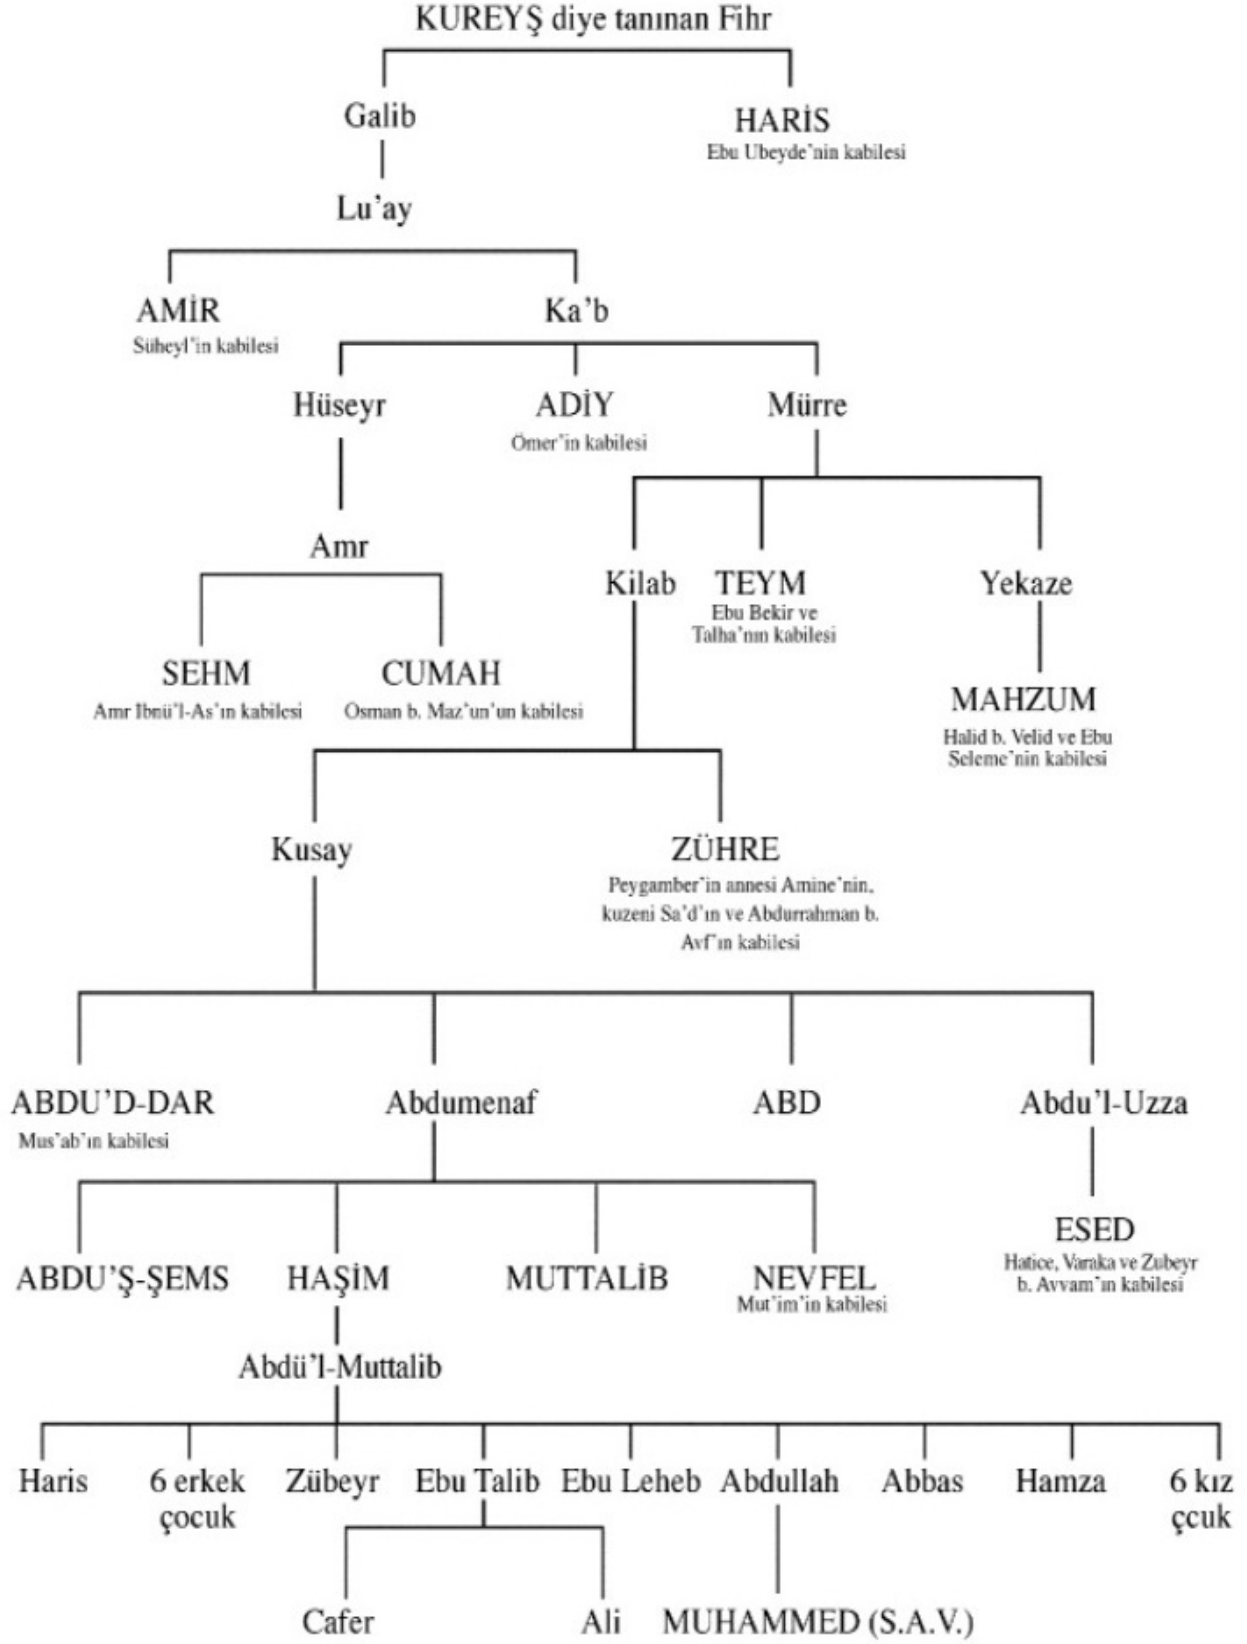 KUREYŞ diye tanınan Fihr
Galib
HARİS
Ebu Ubeyde'nin kabilesi
Lu'ay
AMİR
Süheyl'in kabilesi
Ka'b
Hüseyr
ADİY
Ömer'in kabilesi
Mürre
Amr
Kilab
TEYM
Ebu Bekir ve
Talha'nın kabilesi
Yekaze
SEHM
Amr Ibnü'l-As'ın kabilesi
CUMAH
Osman b. Maz'un'un kabilesi
MAHZUM
Halid b. Velid ve Ebu
Seleme'nin kabilesi
Kusay
ZÜHRE
Peygamber'in annesi Amine'nin,
kuzeni Sa'd'ın ve Abdurrahman b.
Avf'ın kabilesi
ABDU'D-DAR
Mus'ab'ın kabilesi
Abdumenaf
ABD
Abdu'l-Uzza
ABDU'Ş-ŞEMS
HAŞİM
MUTTALİB
NEVFEL
Mut'im'in kabilesi
ESED
Hatice, Varaka ve Zubeyr
b. Avvam'ın kabilesi
Abdü'l-Muttalib
Haris
6 erkek
çocuk
Zübeyr
Ebu Talib
Ebu Leheb
Abdullah
Abbas
Hamza
6 kız
çcuk
Cafer
Ali
MUHAMMED (S.A.V.)